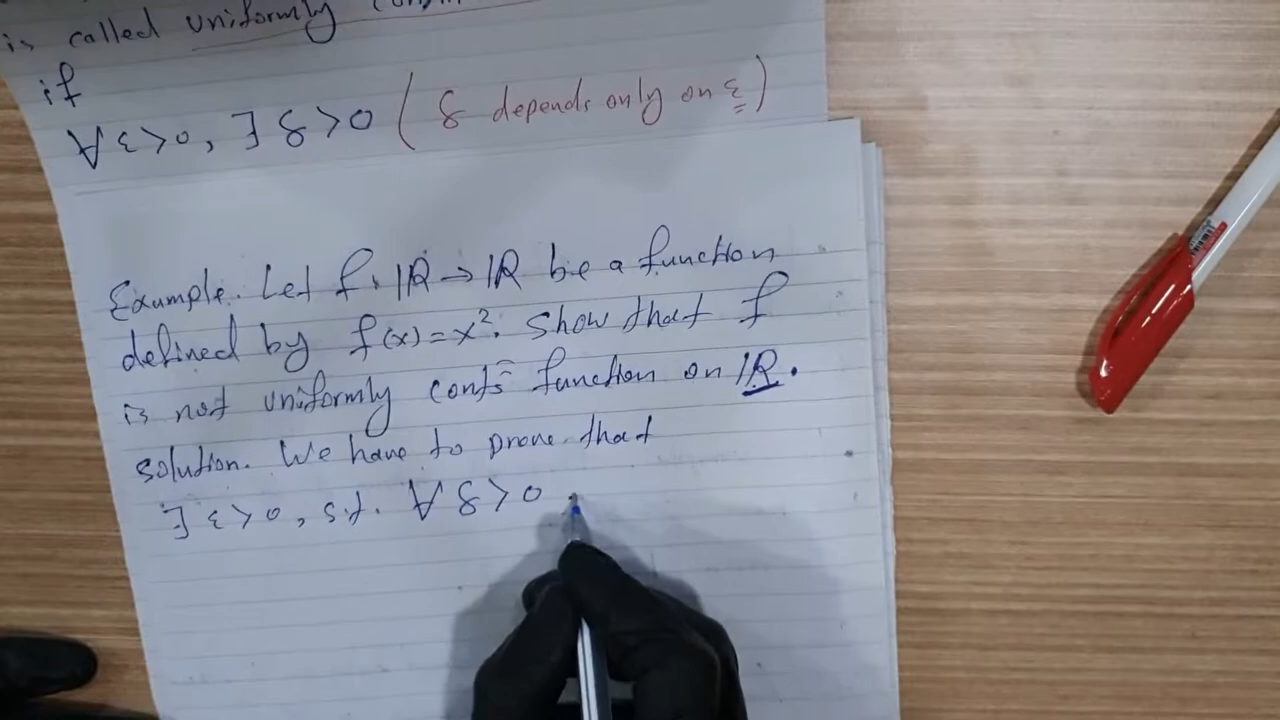 is called uniformly
if
∀ ε>0, ∃ δ>0 (δ depends only on ε)
Example. Let f: ℝ → ℝ be a function
defined by f(x)=x². Show that f
is not uniformly conts function on ℝ.
solution. We have to prove that
∃ ε>0, s.t. ∀ δ>0